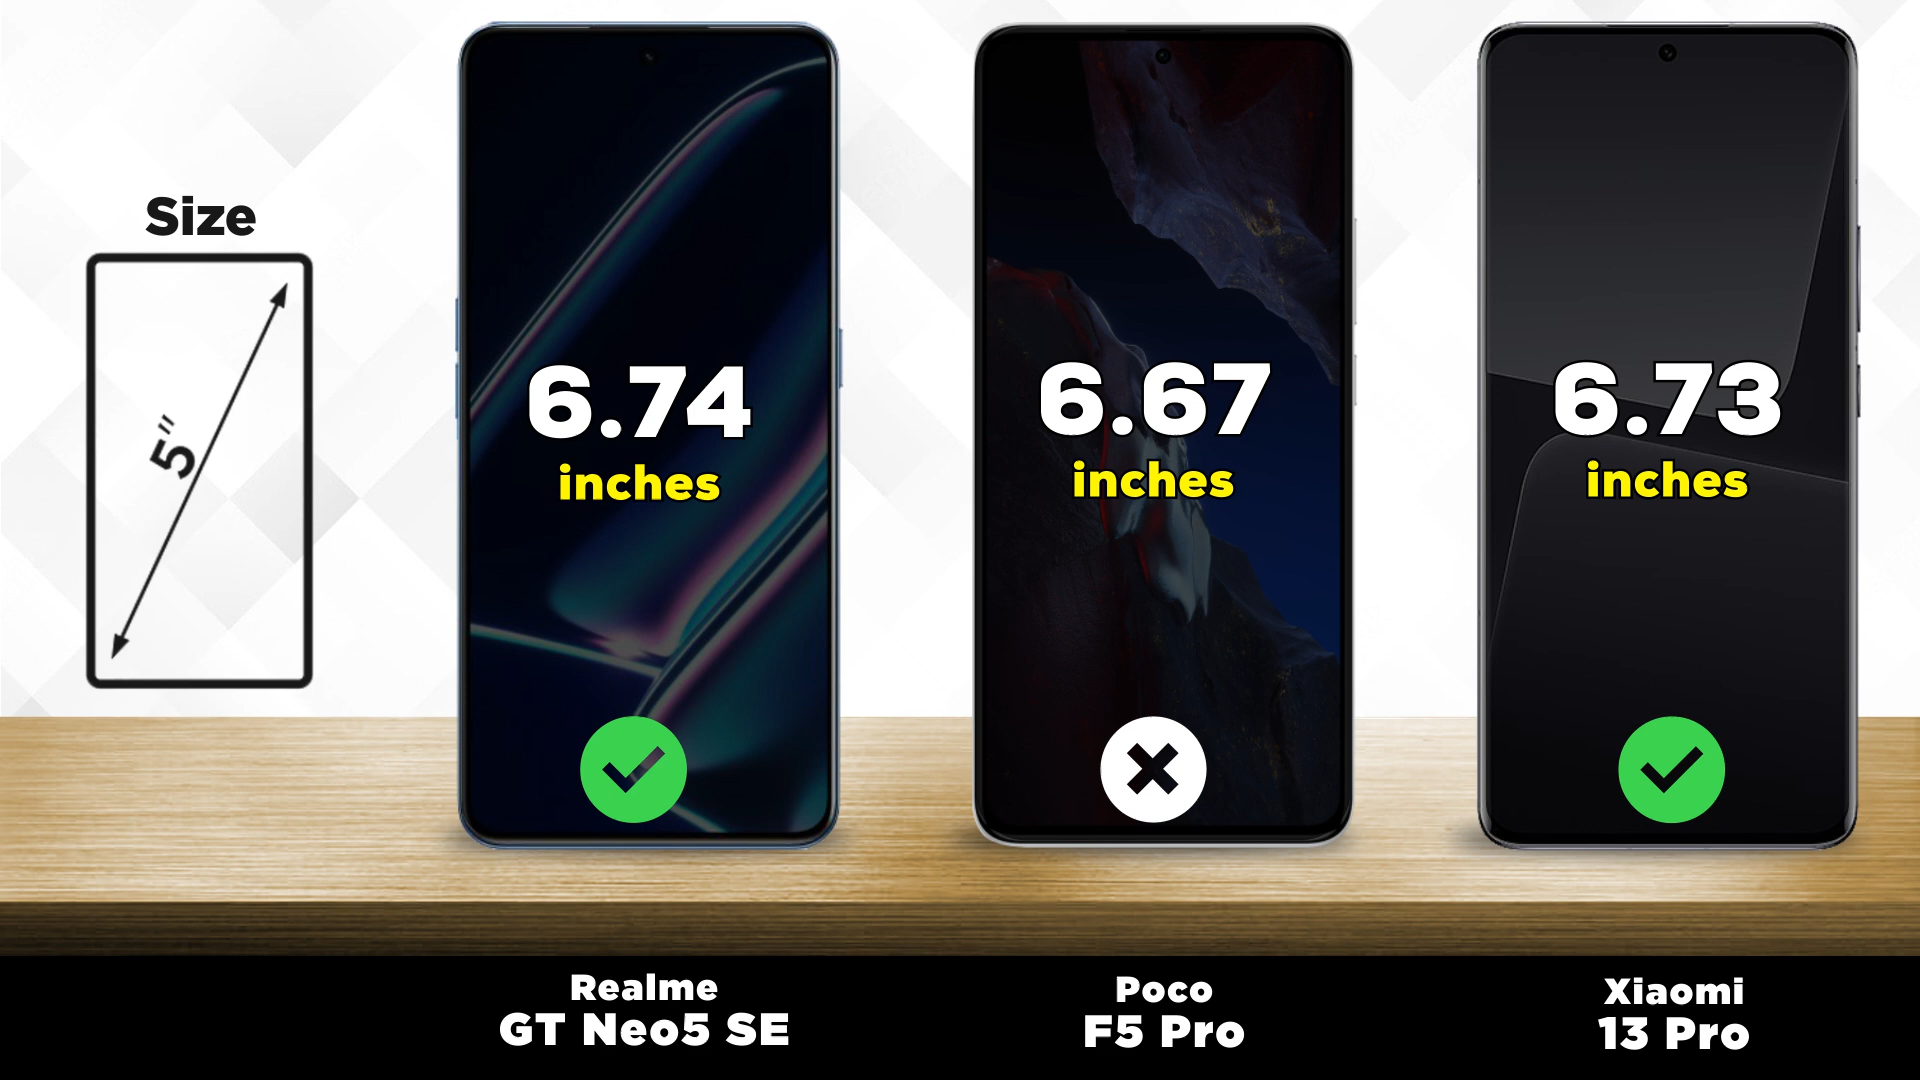 Size
5"
6.74
inches
6.67
inches
6.73
inches
Realme
GT Neo5 SE
Poco
F5 Pro
Xiaomi
13 Pro